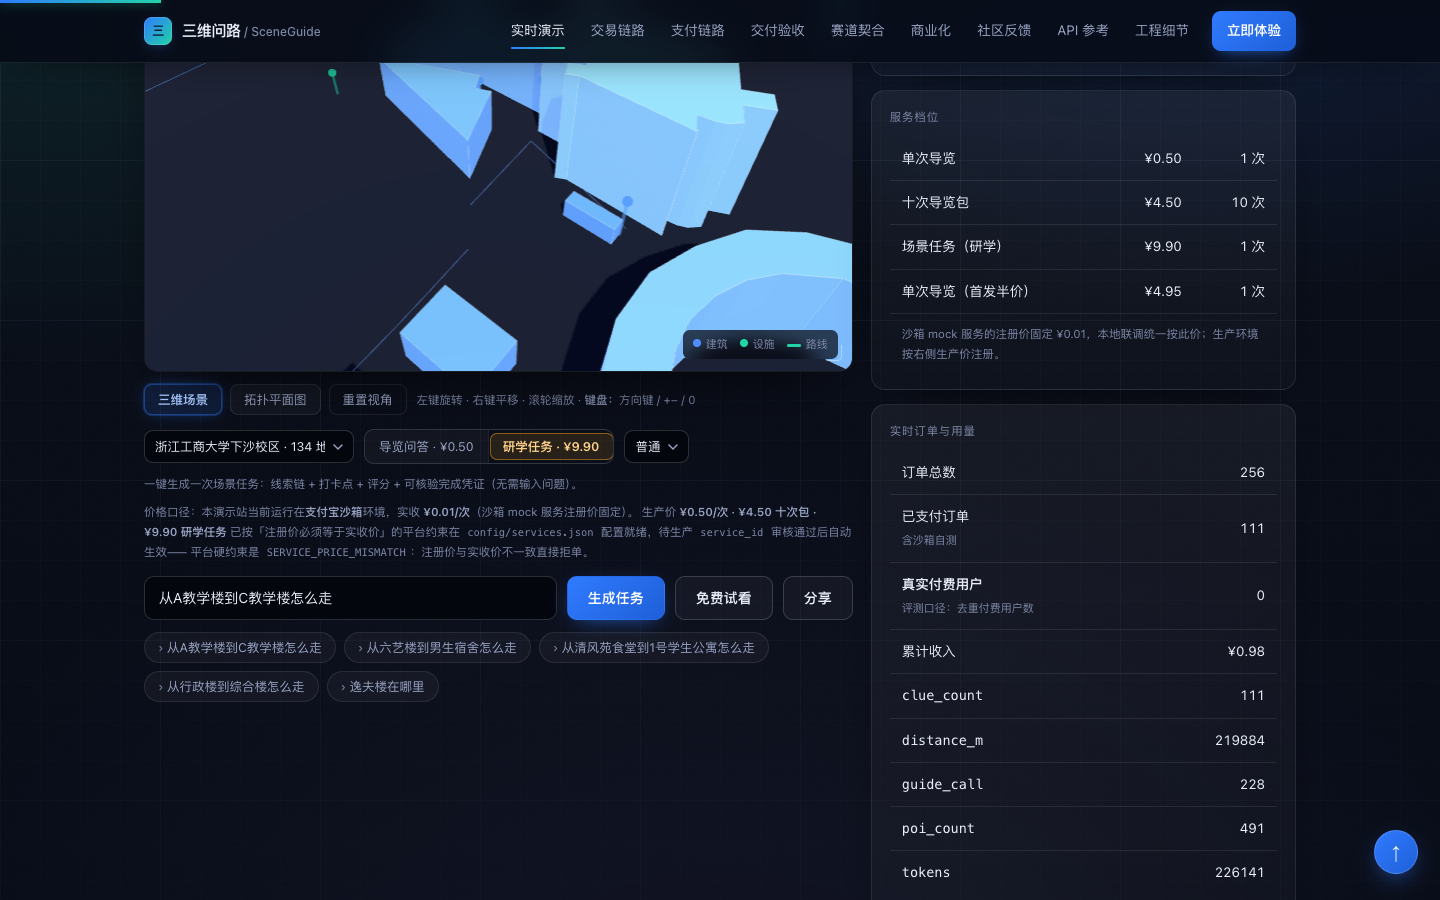 三 三维问路 / SceneGuide
实时演示 交易链路 支付链路 交付验收 赛道契合 商业化 社区反馈 API 参考 工程细节 立即体验
建筑 设施 路线
三维场景 拓扑平面图 重置视角 左键旋转 · 右键平移 · 滚轮缩放 · 键盘：方向键 / +− / 0
浙江工商大学下沙校区 · 134 地 导览问答 · ¥0.50 研学任务 · ¥9.90 普通
一键生成一次场景任务：线索链 + 打卡点 + 评分 + 可核验完成凭证（无需输入问题）。
价格口径：本演示站当前运行在支付宝沙箱环境，实收 ¥0.01/次（沙箱 mock 服务注册价固定）。生产价 ¥0.50/次 · ¥4.50 十次包 ·
¥9.90 研学任务 已按「注册价必须等于实收价」的平台约束在 config/services.json 配置就绪，待生产 service_id 审核通过后自动
生效—— 平台硬约束是 SERVICE_PRICE_MISMATCH ：注册价与实收价不一致直接拒单。
从A教学楼到C教学楼怎么走 生成任务 免费试看 分享
› 从A教学楼到C教学楼怎么走 › 从六艺楼到男生宿舍怎么走 › 从清风苑食堂到1号学生公寓怎么走
› 从行政楼到综合楼怎么走 › 逸夫楼在哪里
服务档位
单次导览 ¥0.50 1 次
十次导览包 ¥4.50 10 次
场景任务（研学） ¥9.90 1 次
单次导览（首发半价） ¥4.95 1 次
沙箱 mock 服务的注册价固定 ¥0.01，本地联调统一按此价；生产环境
按右侧生产价注册。
实时订单与用量
订单总数 256
已支付订单 111
含沙箱自测
真实付费用户 0
评测口径：去重付费用户数
累计收入 ¥0.98
clue_count 111
distance_m 219884
guide_call 228
poi_count 491
tokens 226141
↑